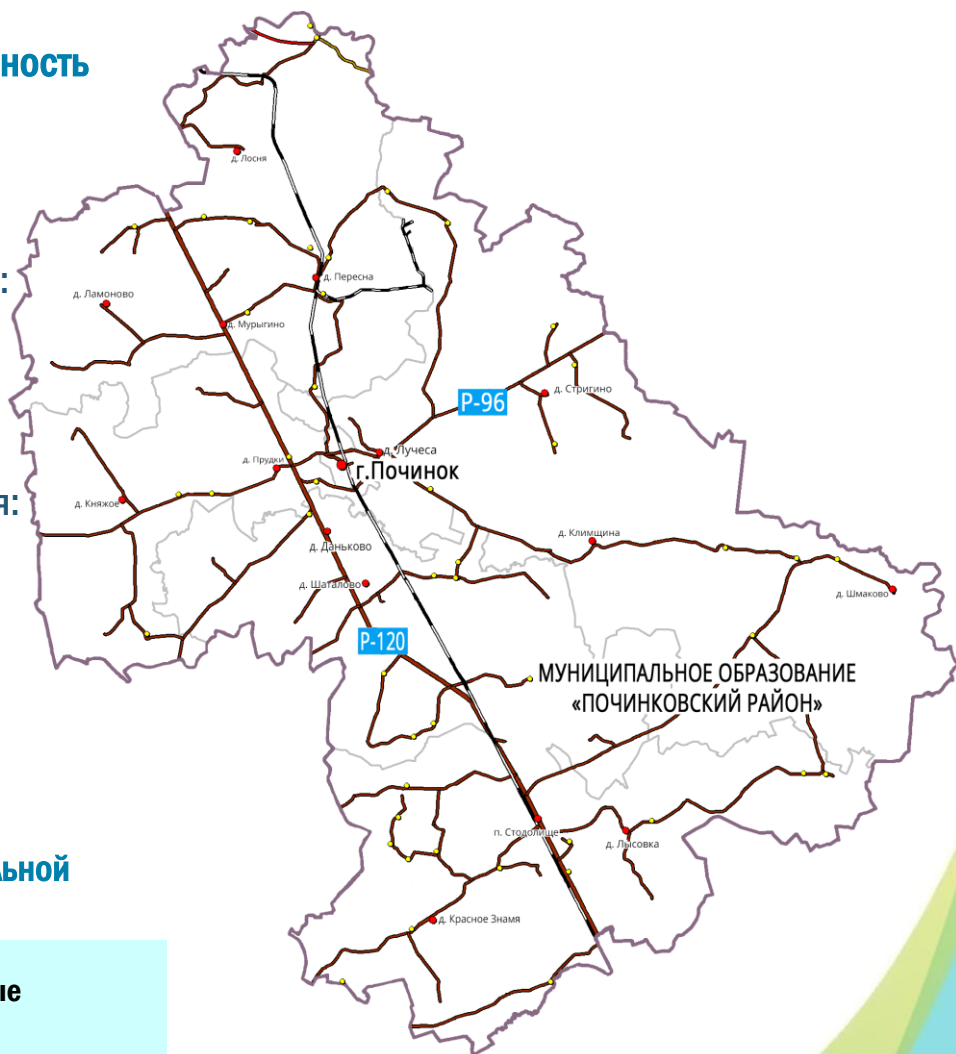 ность
:
я:
льной
ые
д. Лосня
д. Пересна
д. Ламоново
д. Мурыгино
Р-96
д. Стригино
д. Лучеса
д. Прудки
г.Починок
д. Княжое
д. Климщина
д. Даньково
д. Шаталово
д. Шмаково
Р-120
МУНИЦИПАЛЬНОЕ ОБРАЗОВАНИЕ
«ПОЧИНКОВСКИЙ РАЙОН»
п. Стодолище
д. Лысовка
д. Красное Знамя